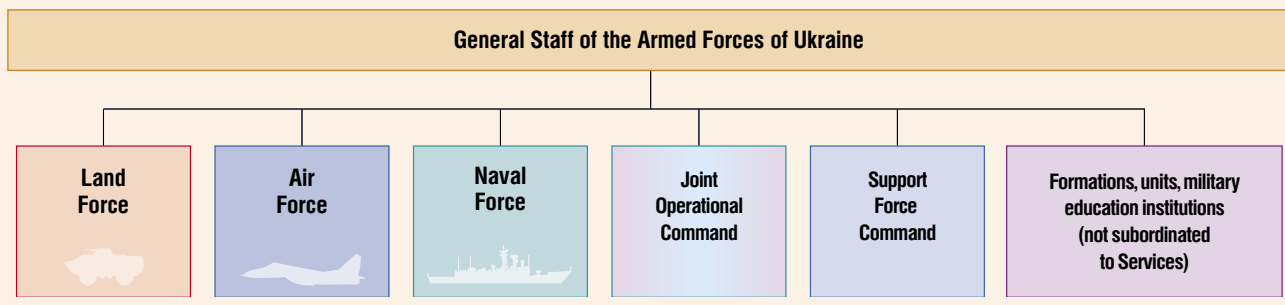 General Staff of the Armed Forces of Ukraine
Land
Force
Air
Force
Naval
Force
Joint
Operational
Command
Support
Force
Command
Formations, units, military
education institutions
(not subordinated
to Services)